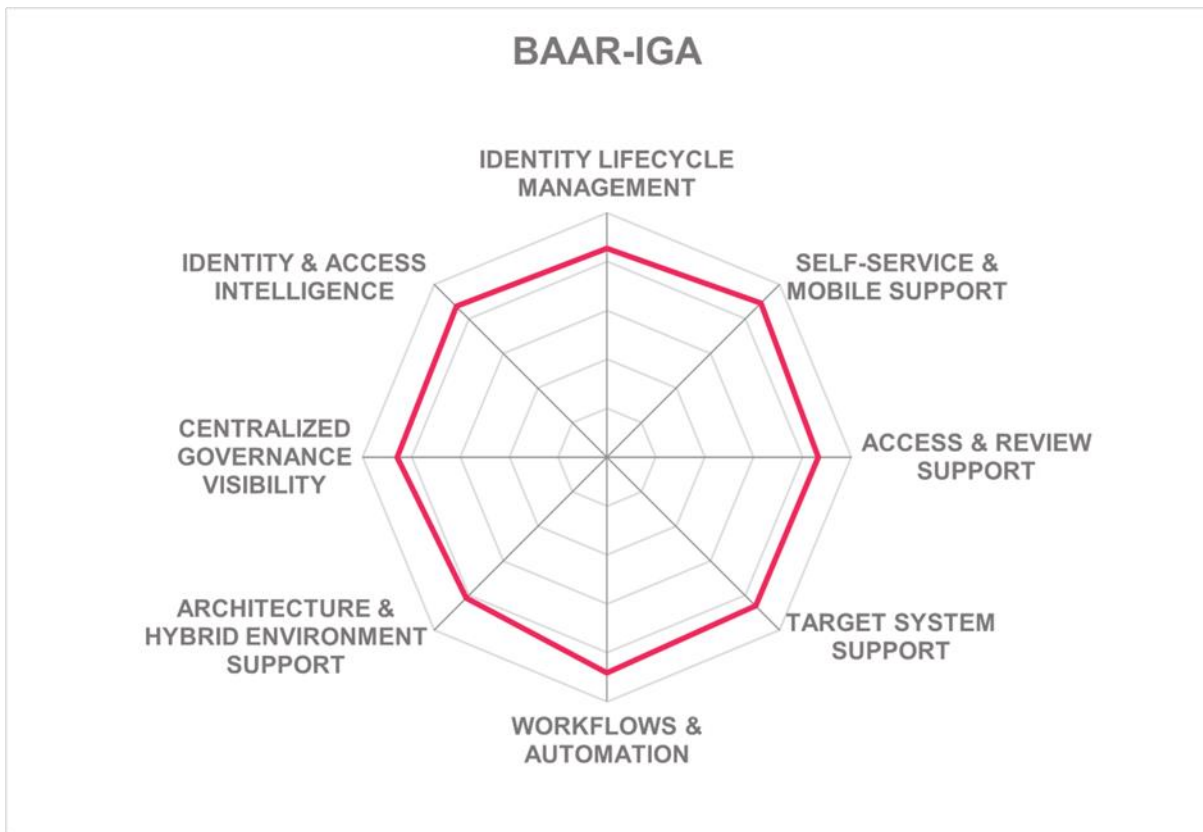 BAAR-IGA
IDENTITY LIFECYCLE
MANAGEMENT
IDENTITY & ACCESS
INTELLIGENCE
SELF-SERVICE &
MOBILE SUPPORT
CENTRALIZED
GOVERNANCE
VISIBILITY
ACCESS & REVIEW
SUPPORT
ARCHITECTURE &
HYBRID ENVIRONMENT
SUPPORT
TARGET SYSTEM
SUPPORT
WORKFLOWS &
AUTOMATION